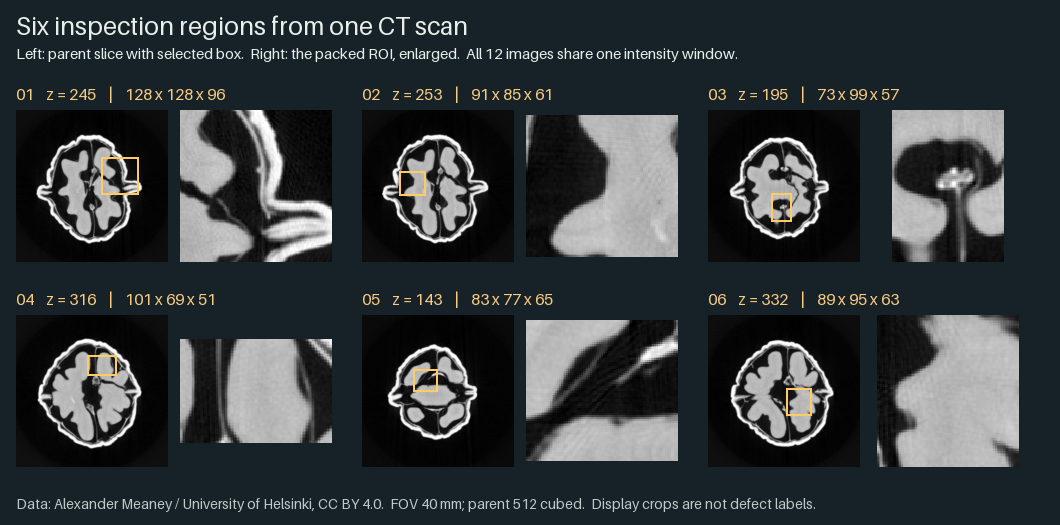 Six inspection regions from one CT scan
Left: parent slice with selected box. Right: the packed ROI, enlarged. All 12 images share one intensity window.
01 z = 245 | 128 x 128 x 96
02 z = 253 | 91 x 85 x 61
03 z = 195 | 73 x 99 x 57
04 z = 316 | 101 x 69 x 51
05 z = 143 | 83 x 77 x 65
06 z = 332 | 89 x 95 x 63
Data: Alexander Meaney / University of Helsinki, CC BY 4.0. FOV 40 mm; parent 512 cubed. Display crops are not defect labels.